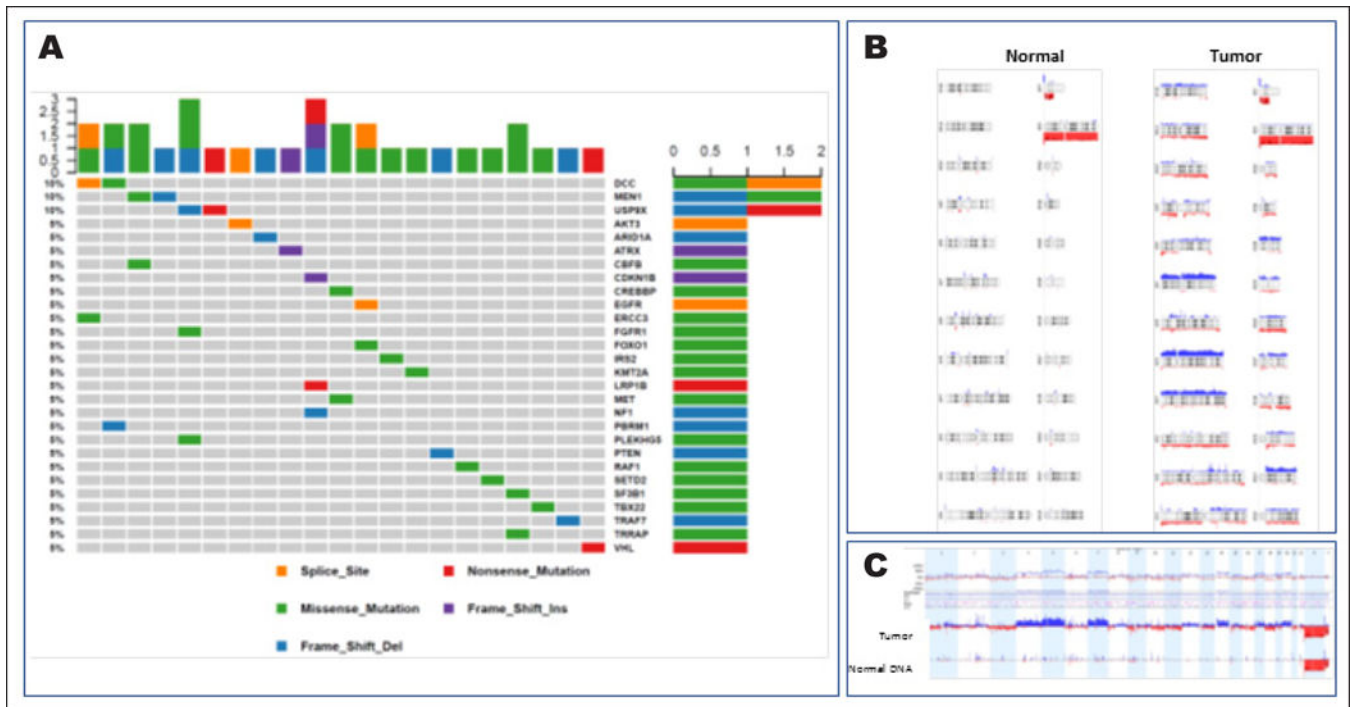 A
0 0.5 1 1.5 2
10% DCC
10% MEN1
10% USP9X
5% AKT3
5% ARID1A
5% ATRX
5% CBFB
5% CDKN1B
5% CREBBP
5% EGFR
5% ERCC3
5% FGFR1
5% FOXO1
5% IRS2
5% KMT2A
5% LRP1B
5% MET
5% NF1
5% PBRM1
5% PLEKHG5
5% PTEN
5% RAF1
5% SETD2
5% SF3B1
5% TBX22
5% TRAF7
5% TRRAP
5% VHL
Splice_Site Nonsense_Mutation
Missense_Mutation Frame_Shift_Ins
Frame_Shift_Del
B
Normal Tumor
C
Tumor
Normal DNA